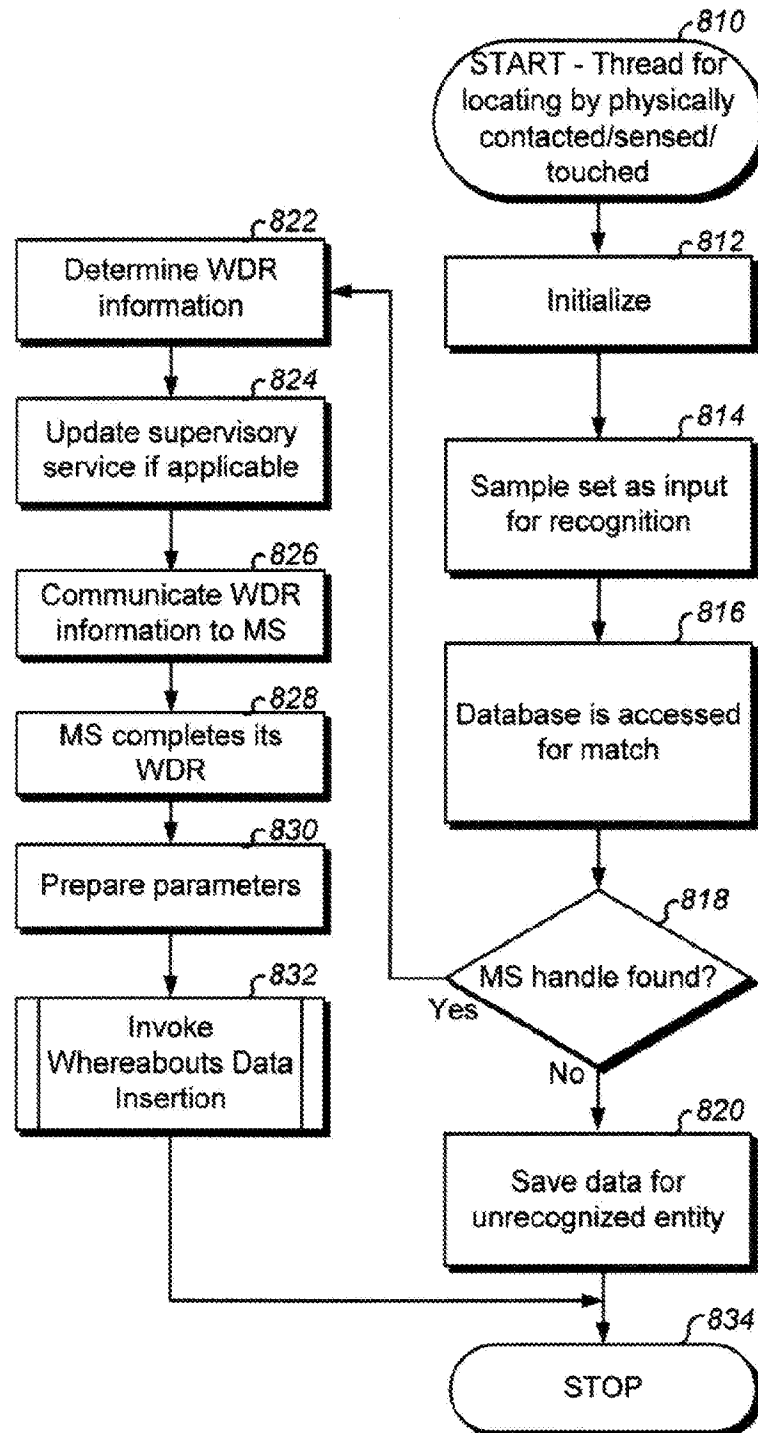 810
START - Thread for
locating by physically
contacted/sensed/
touched
812
Initialize
814
Sample set as input
for recognition
816
Database is accessed
for match
818
MS handle found?
Yes
No
820
Save data for
unrecognized entity
822
Determine WDR
information
824
Update supervisory
service if applicable
826
Communicate WDR
information to MS
828
MS completes its
WDR
830
Prepare parameters
832
Invoke
Whereabouts Data
Insertion
834
STOP